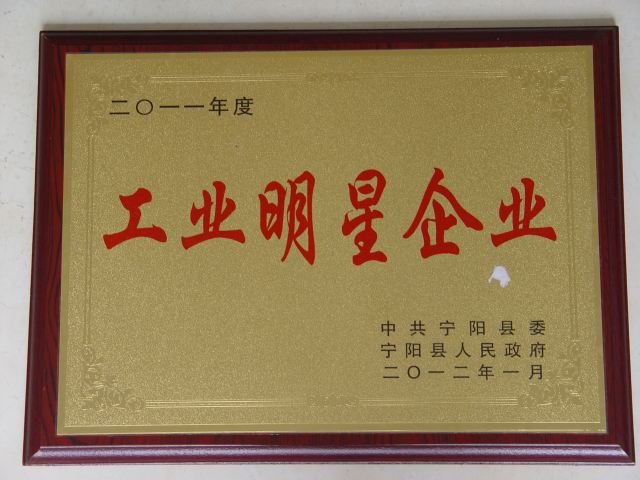 二〇一一年度
工业明星企业
中共宁阳县委
宁阳县人民政府
二〇一二年一月